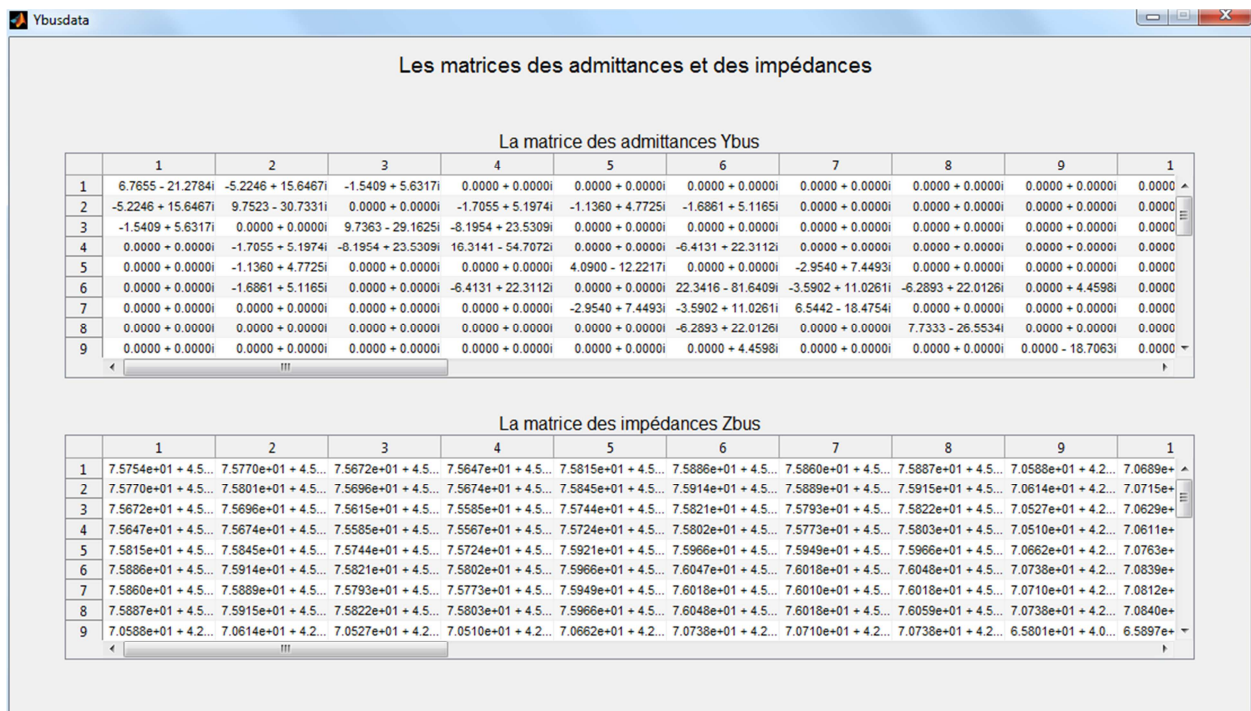 Ybusdata
Les matrices des admittances et des impédances
La matrice des admittances Ybus
1 2 3 4 5 6 7 8 9 1
1 6.7655 - 21.2784i -5.2246 + 15.6467i -1.5409 + 5.6317i 0.0000 + 0.0000i 0.0000 + 0.0000i 0.0000 + 0.0000i 0.0000 + 0.0000i 0.0000 + 0.0000i 0.0000 + 0.0000i 0.0000
2 -5.2246 + 15.6467i 9.7523 - 30.7331i 0.0000 + 0.0000i -1.7055 + 5.1974i -1.1360 + 4.7725i -1.6861 + 5.1165i 0.0000 + 0.0000i 0.0000 + 0.0000i 0.0000 + 0.0000i 0.0000
3 -1.5409 + 5.6317i 0.0000 + 0.0000i 9.7363 - 29.1625i -8.1954 + 23.5309i 0.0000 + 0.0000i 0.0000 + 0.0000i 0.0000 + 0.0000i 0.0000 + 0.0000i 0.0000 + 0.0000i 0.0000
4 0.0000 + 0.0000i -1.7055 + 5.1974i -8.1954 + 23.5309i 16.3141 - 54.7072i 0.0000 + 0.0000i -6.4131 + 22.3112i 0.0000 + 0.0000i 0.0000 + 0.0000i 0.0000 + 0.0000i 0.0000
5 0.0000 + 0.0000i -1.1360 + 4.7725i 0.0000 + 0.0000i 0.0000 + 0.0000i 4.0900 - 12.2217i 0.0000 + 0.0000i -2.9540 + 7.4493i 0.0000 + 0.0000i 0.0000 + 0.0000i 0.0000
6 0.0000 + 0.0000i -1.6861 + 5.1165i 0.0000 + 0.0000i -6.4131 + 22.3112i 0.0000 + 0.0000i 22.3416 - 81.6409i -3.5902 + 11.0261i -6.2893 + 22.0126i 0.0000 + 4.4598i 0.0000
7 0.0000 + 0.0000i 0.0000 + 0.0000i 0.0000 + 0.0000i 0.0000 + 0.0000i -2.9540 + 7.4493i -3.5902 + 11.0261i 6.5442 - 18.4754i 0.0000 + 0.0000i 0.0000 + 0.0000i 0.0000
8 0.0000 + 0.0000i 0.0000 + 0.0000i 0.0000 + 0.0000i 0.0000 + 0.0000i 0.0000 + 0.0000i -6.2893 + 22.0126i 0.0000 + 0.0000i 7.7333 - 26.5534i 0.0000 + 0.0000i 0.0000
9 0.0000 + 0.0000i 0.0000 + 0.0000i 0.0000 + 0.0000i 0.0000 + 0.0000i 0.0000 + 0.0000i 0.0000 + 4.4598i 0.0000 + 0.0000i 0.0000 + 0.0000i 0.0000 - 18.7063i 0.0000
La matrice des impédances Zbus
1 2 3 4 5 6 7 8 9 1
1 7.5754e+01 + 4.5... 7.5770e+01 + 4.5... 7.5672e+01 + 4.5... 7.5647e+01 + 4.5... 7.5815e+01 + 4.5... 7.5886e+01 + 4.5... 7.5860e+01 + 4.5... 7.5887e+01 + 4.5... 7.0588e+01 + 4.2... 7.0689e+
2 7.5770e+01 + 4.5... 7.5801e+01 + 4.5... 7.5696e+01 + 4.5... 7.5674e+01 + 4.5... 7.5845e+01 + 4.5... 7.5914e+01 + 4.5... 7.5889e+01 + 4.5... 7.5915e+01 + 4.5... 7.0614e+01 + 4.2... 7.0715e+
3 7.5672e+01 + 4.5... 7.5696e+01 + 4.5... 7.5615e+01 + 4.5... 7.5585e+01 + 4.5... 7.5744e+01 + 4.5... 7.5821e+01 + 4.5... 7.5793e+01 + 4.5... 7.5822e+01 + 4.5... 7.0527e+01 + 4.2... 7.0629e+
4 7.5647e+01 + 4.5... 7.5674e+01 + 4.5... 7.5585e+01 + 4.5... 7.5567e+01 + 4.5... 7.5724e+01 + 4.5... 7.5802e+01 + 4.5... 7.5773e+01 + 4.5... 7.5803e+01 + 4.5... 7.0510e+01 + 4.2... 7.0611e+
5 7.5815e+01 + 4.5... 7.5845e+01 + 4.5... 7.5744e+01 + 4.5... 7.5724e+01 + 4.5... 7.5921e+01 + 4.5... 7.5966e+01 + 4.5... 7.5949e+01 + 4.5... 7.5966e+01 + 4.5... 7.0662e+01 + 4.2... 7.0763e+
6 7.5886e+01 + 4.5... 7.5914e+01 + 4.5... 7.5821e+01 + 4.5... 7.5802e+01 + 4.5... 7.5966e+01 + 4.5... 7.6047e+01 + 4.5... 7.6018e+01 + 4.5... 7.6048e+01 + 4.5... 7.0738e+01 + 4.2... 7.0839e+
7 7.5860e+01 + 4.5... 7.5889e+01 + 4.5... 7.5793e+01 + 4.5... 7.5773e+01 + 4.5... 7.5949e+01 + 4.5... 7.6018e+01 + 4.5... 7.6010e+01 + 4.5... 7.6018e+01 + 4.5... 7.0710e+01 + 4.2... 7.0812e+
8 7.5887e+01 + 4.5... 7.5915e+01 + 4.5... 7.5822e+01 + 4.5... 7.5803e+01 + 4.5... 7.5966e+01 + 4.5... 7.6048e+01 + 4.5... 7.6018e+01 + 4.5... 7.6059e+01 + 4.5... 7.0738e+01 + 4.2... 7.0840e+
9 7.0588e+01 + 4.2... 7.0614e+01 + 4.2... 7.0527e+01 + 4.2... 7.0510e+01 + 4.2... 7.0662e+01 + 4.2... 7.0738e+01 + 4.2... 7.0710e+01 + 4.2... 7.0738e+01 + 4.2... 6.5801e+01 + 4.0... 6.5897e+